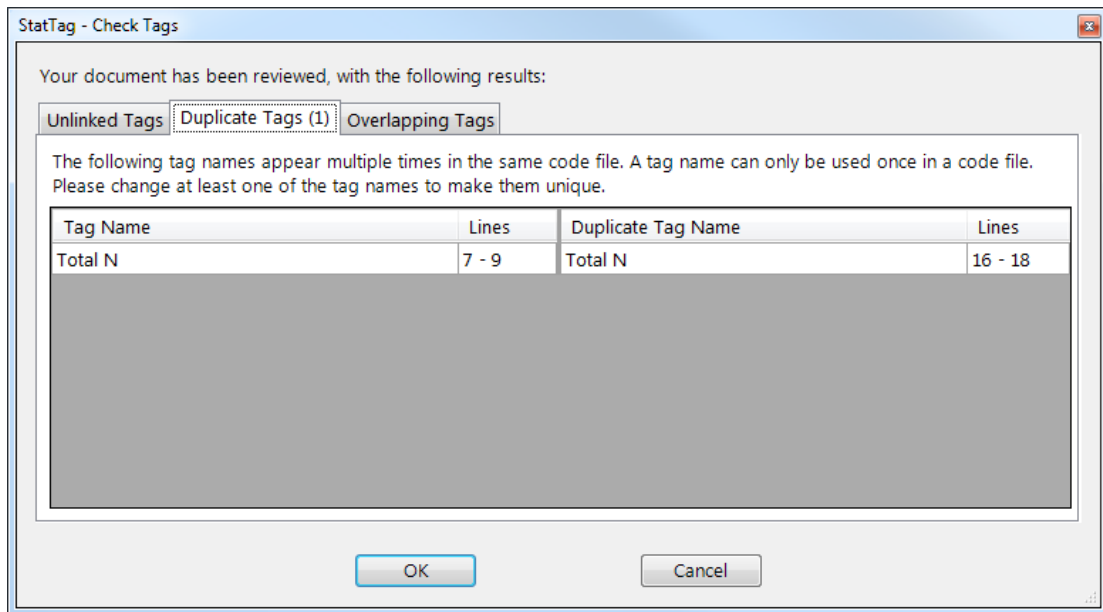 StatTag - Check Tags
Your document has been reviewed, with the following results:
Unlinked Tags Duplicate Tags (1) Overlapping Tags
The following tag names appear multiple times in the same code file. A tag name can only be used once in a code file.
Please change at least one of the tag names to make them unique.
Tag Name Lines Duplicate Tag Name Lines
Total N 7 - 9 Total N 16 - 18
OK Cancel